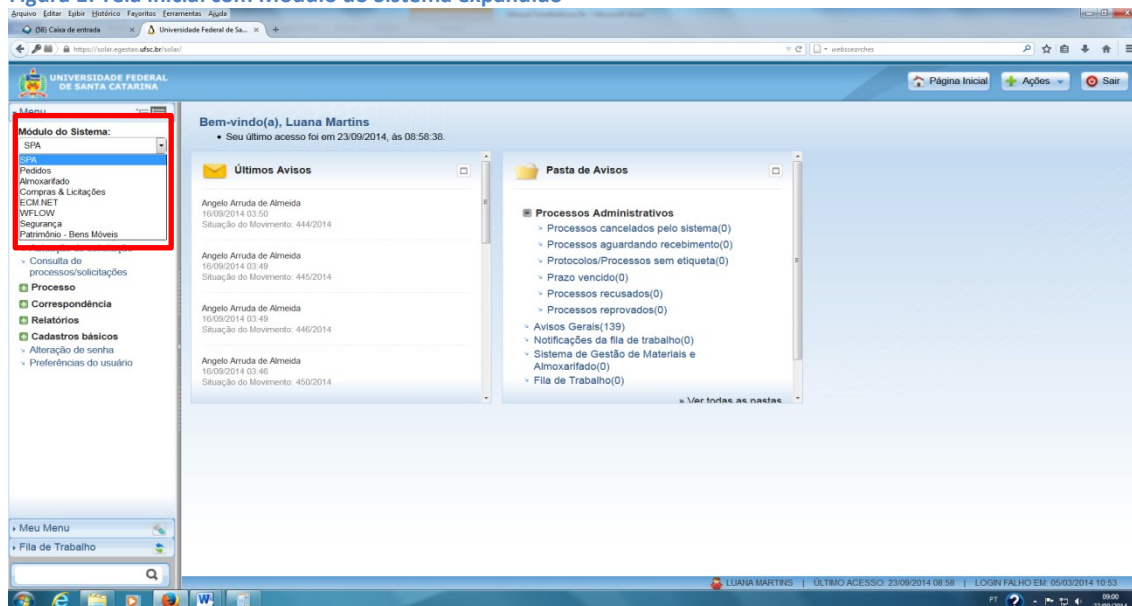 Arquivo Editar Exibir Histórico Favoritos Ferramentas Ajuda
(38) Caixa de entrada
Universidade Federal de Sa...
https://solar.egestao.ufsc.br/solar/
websearches
UNIVERSIDADE FEDERAL
DE SANTA CATARINA
Página Inicial
Ações
Sair
Menu
Módulo do Sistema:
SPA
SPA
Pedidos
Almoxarifado
Compras & Licitações
ECM.NET
WFLOW
Segurança
Patrimônio - Bens Móveis
Consulta de
processos/solicitações
Processo
Correspondência
Relatórios
Cadastros básicos
Alteração de senha
Preferências do usuário
Meu Menu
Fila de Trabalho
Bem-vindo(a), Luana Martins
Seu último acesso foi em 23/09/2014, às 08:58:38.
Últimos Avisos
Angelo Arruda de Almeida
16/09/2014 03:50
Situação do Movimento: 444/2014
Angelo Arruda de Almeida
16/09/2014 03:49
Situação do Movimento: 445/2014
Angelo Arruda de Almeida
16/09/2014 03:49
Situação do Movimento: 446/2014
Angelo Arruda de Almeida
16/09/2014 03:46
Situação do Movimento: 450/2014
Pasta de Avisos
Processos Administrativos
Processos cancelados pelo sistema(0)
Processos aguardando recebimento(0)
Protocolos/Processos sem etiqueta(0)
Prazo vencido(0)
Processos recusados(0)
Processos reprovados(0)
Avisos Gerais(139)
Notificações da fila de trabalho(0)
Sistema de Gestão de Materiais e
Almoxarifado(0)
Fila de Trabalho(0)
» Ver todas as pastas
LUANA MARTINS | ÚLTIMO ACESSO: 23/09/2014 08:58 | LOGIN FALHO EM: 05/03/2014 10:53
PT
09:00